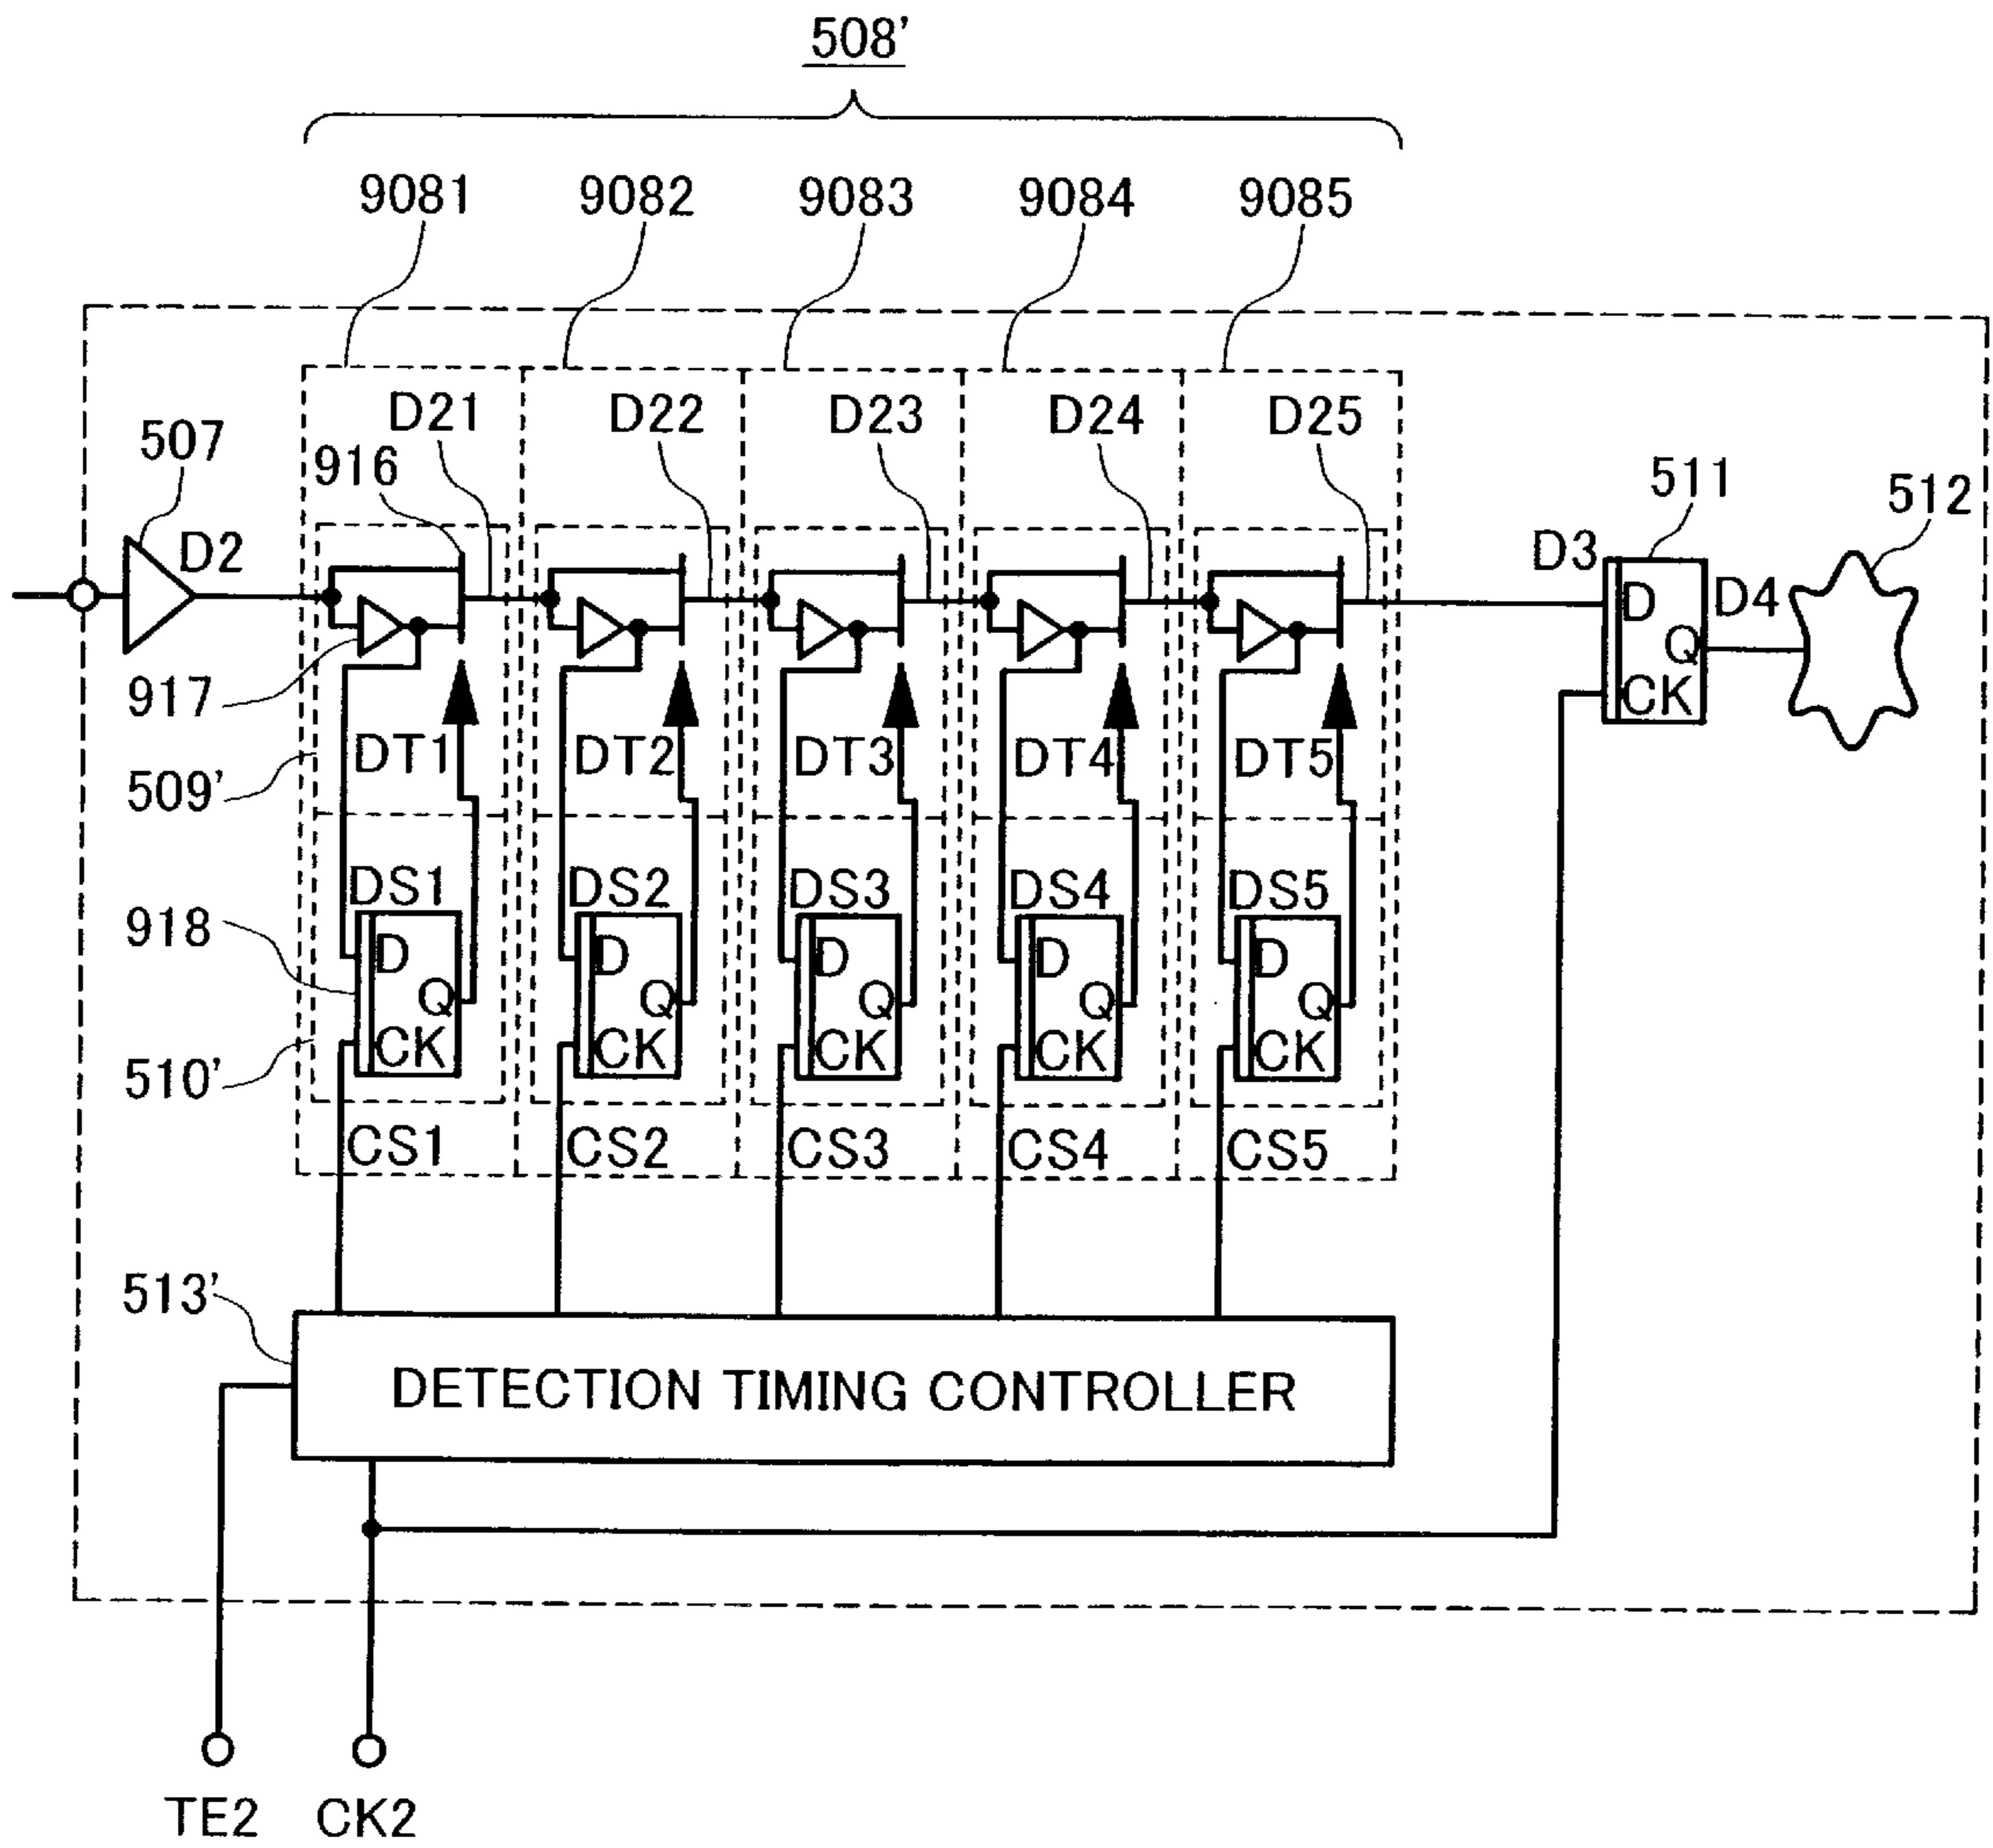 508'
9081 9082 9083 9084 9085
D21 D22 D23 D24 D25
507 916 511 512
D2 D3 D D4
Q
CK
917
DT1 DT2 DT3 DT4 DT5
509'
DS1 DS2 DS3 DS4 DS5
918
D D D D D
Q Q Q Q Q
CK CK CK CK CK
510'
CS1 CS2 CS3 CS4 CS5
513'
DETECTION TIMING CONTROLLER
TE2 CK2